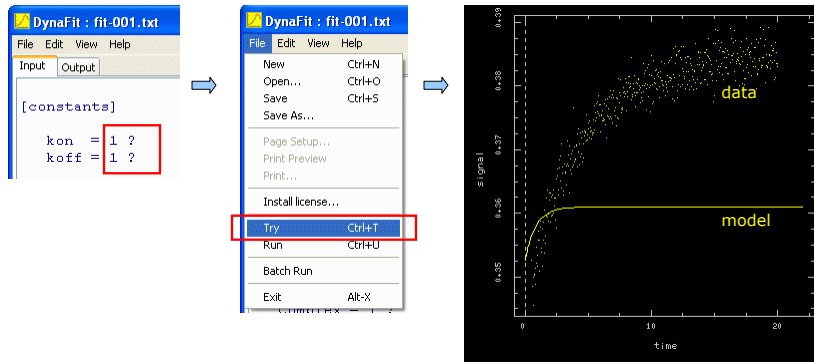 DynaFit : fit-001.txt
File Edit View Help
Input Output
[constants]
kon = 1 ?
koff = 1 ?
DynaFit : fit-001.txt
File Edit View Help
New Ctrl+N
Open... Ctrl+O
Save Ctrl+S
Save As...
Page Setup...
Print Preview
Print...
Install license...
Try Ctrl+T
Run Ctrl+U
Batch Run
Exit Alt-X
Complex = 1 ?
0.39
0.38
0.37
0.36
0.35
signal
data
model
0 10 20
time